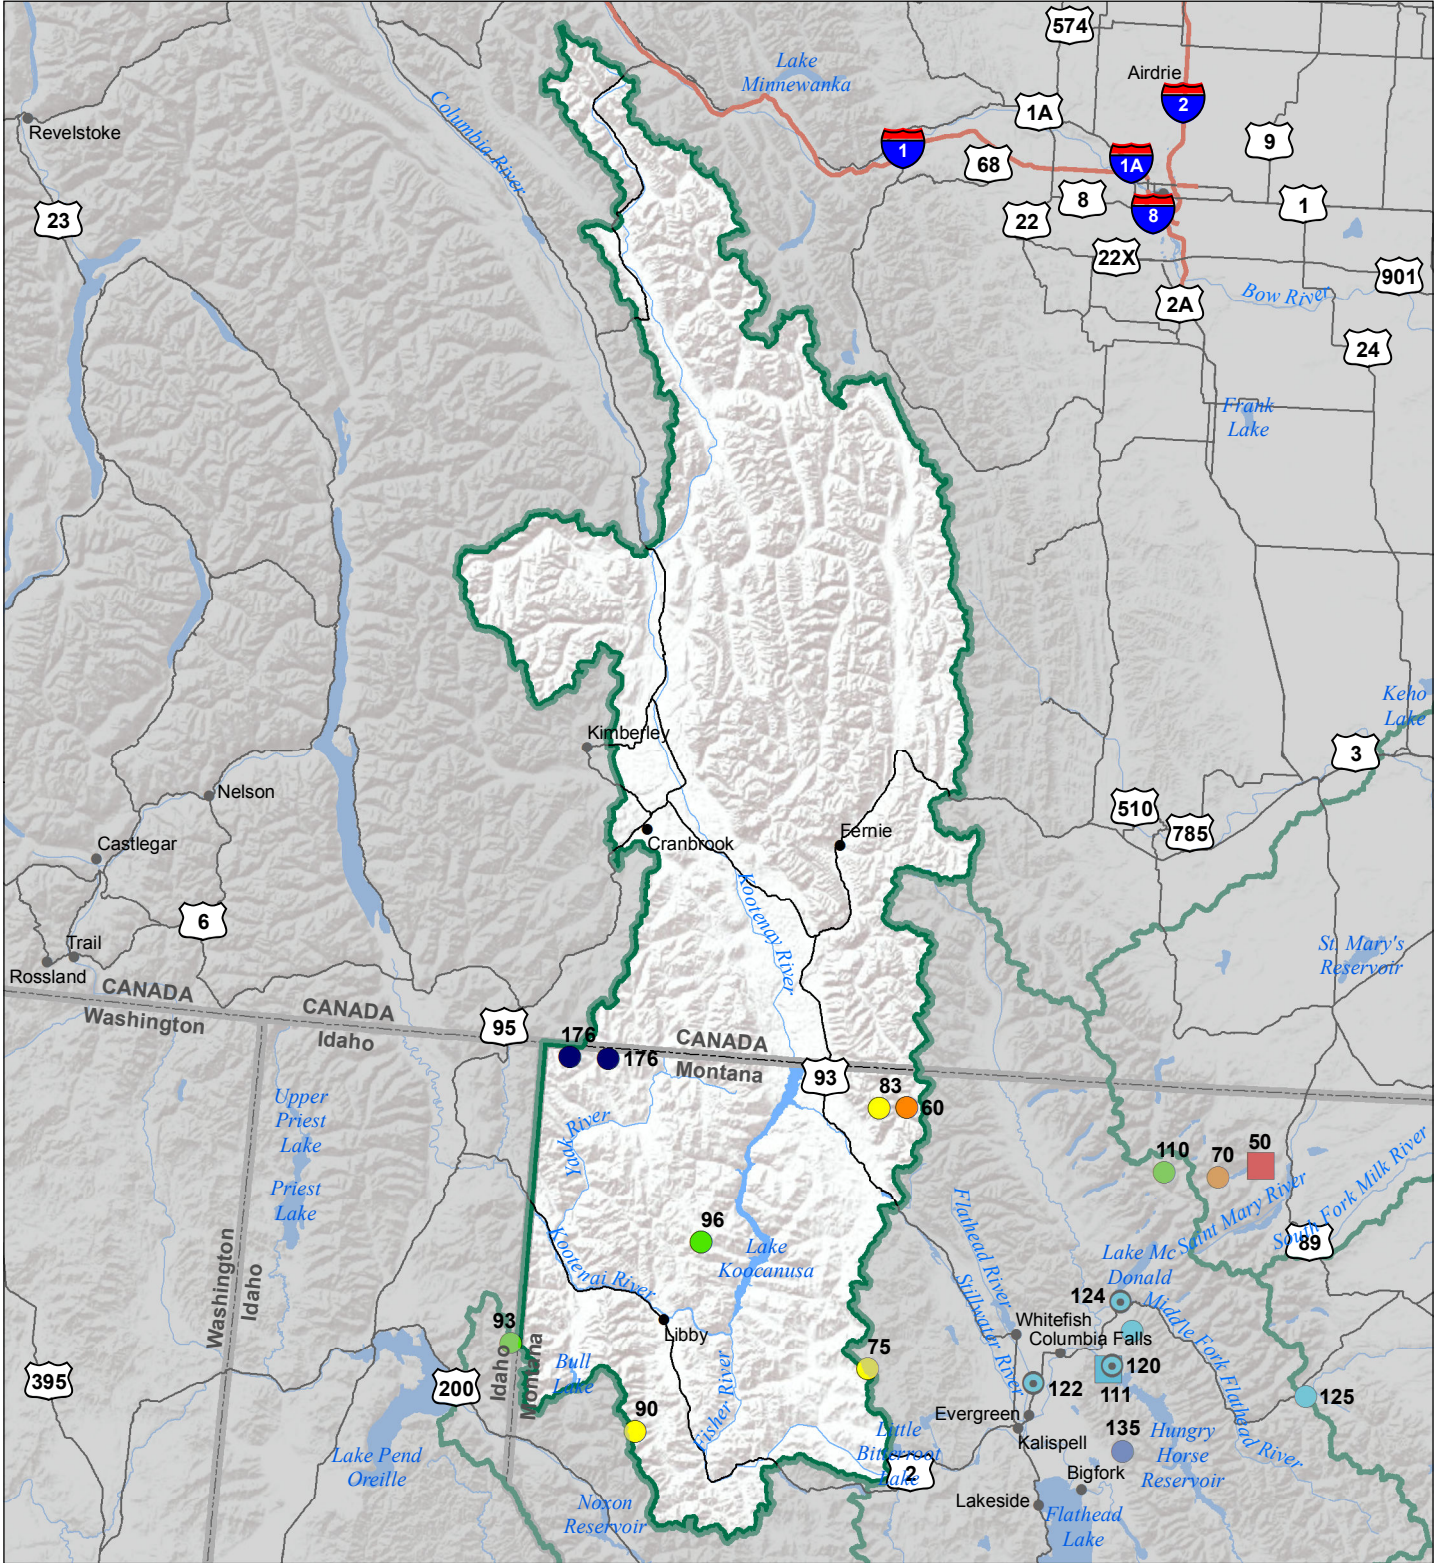 574
Lake
Minnewanka
Airdrie
2
1A
Revelstoke
Columbia River
9
1
68
1A
23
22
8
8
1
22X
901
Bow River
2A
24
Frank
Lake
Keho
Lake
Kimberley
3
Nelson
510
785
Castlegar
Cranbrook
Fernie
Kootenay River
6
Trail
Rossland
St. Mary's
Reservoir
CANADA
Washington
CANADA
Idaho
95
176
176
CANADA
Montana
93
83
60
Upper
Priest
Lake
Yaak
River
110
70
50
Priest
Lake
Saint Mary River
South Fork Milk River
89
96
Lake
Koocanusa
Flathead River
Stillwater River
Lake Mc
Donald
Washington
Idaho
Kootenai River
124
Middle Fork Flathead River
93
Libby
Whitefish
Columbia Falls
395
200
Idaho
Montana
Bull
Lake
Fisher River
75
120
111
122
125
90
Evergreen
Kalispell
135
Hungry
Horse
Reservoir
Little
Bitterroot
Lake
2
Lake Pend
Oreille
Bigfork
Noxon
Reservoir
Lakeside
Flathead
Lake